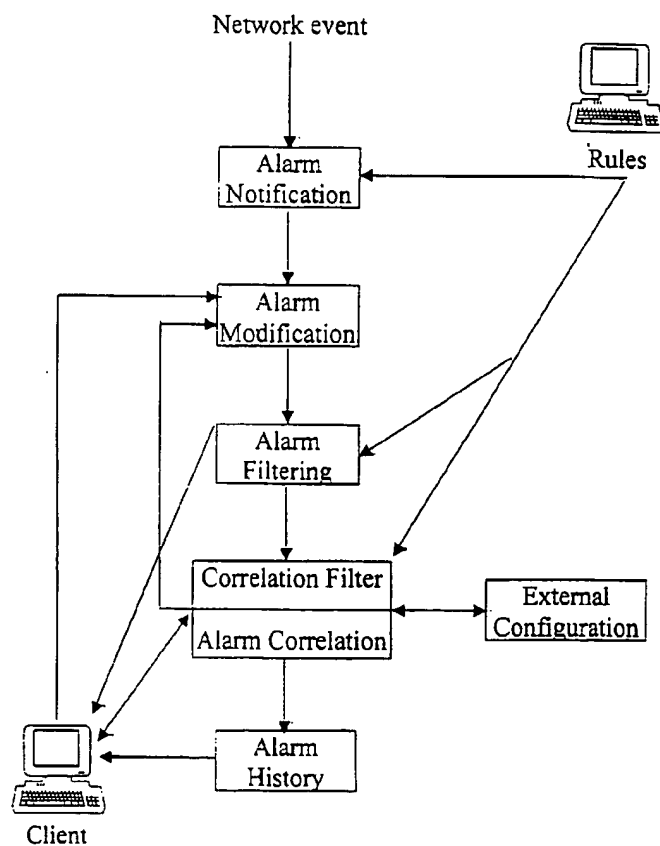 Network event
Rules
Alarm
Notification
Alarm
Modification
Alarm
Filtering
Correlation Filter
Alarm Correlation
External
Configuration
Alarm
History
Client